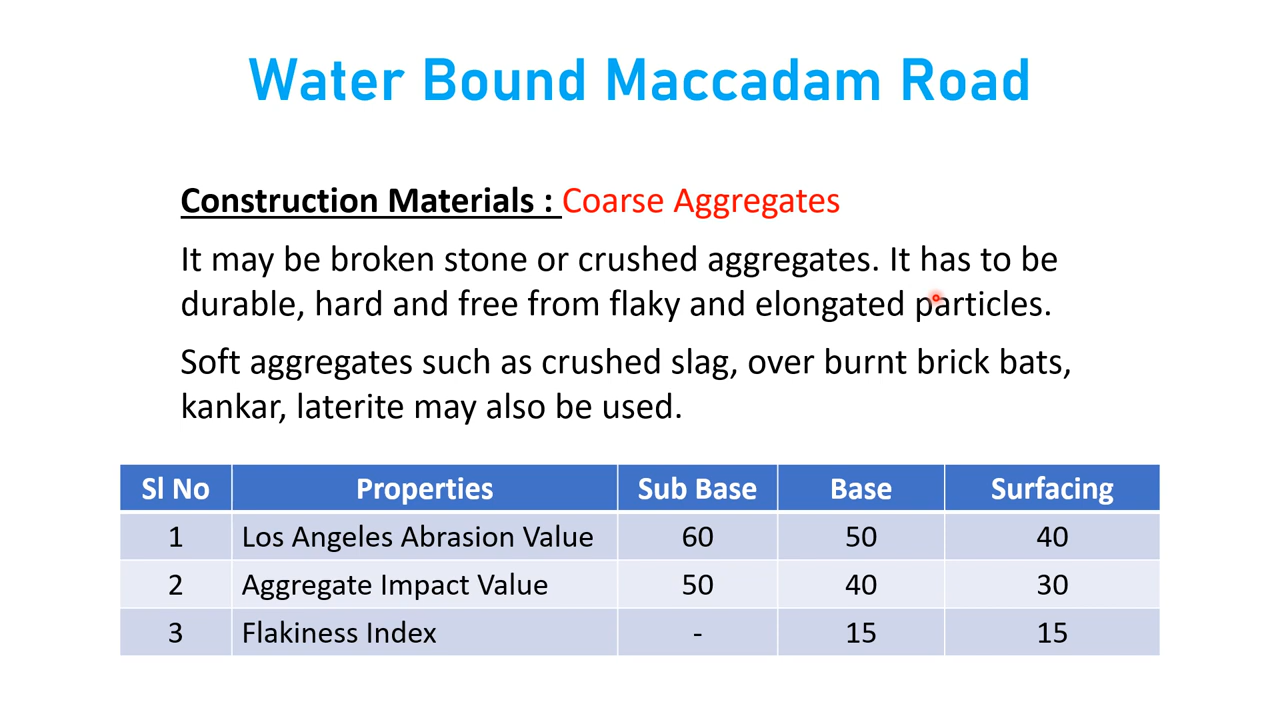 Water Bound Maccadam Road
Construction Materials : Coarse Aggregates
It may be broken stone or crushed aggregates. It has to be
durable, hard and free from flaky and elongated particles.
Soft aggregates such as crushed slag, over burnt brick bats,
kankar, laterite may also be used.
Sl No Properties Sub Base Base Surfacing
1 Los Angeles Abrasion Value 60 50 40
2 Aggregate Impact Value 50 40 30
3 Flakiness Index - 15 15